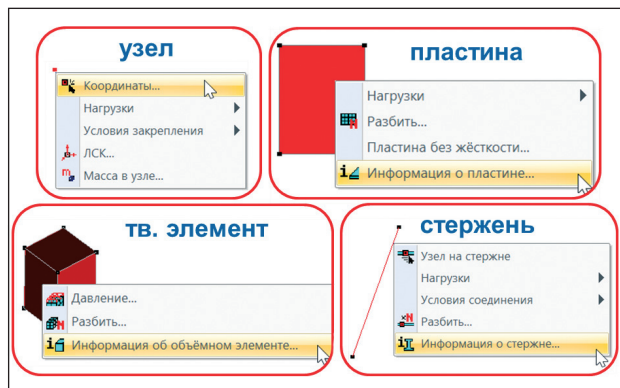 узел
Координаты...
Нагрузки
Условия закрепления
ЛСК...
Масса в узле...
пластина
Нагрузки
Разбить...
Пластина без жёсткости...
Информация о пластине...
тв. элемент
Давление...
Разбить...
Информация об объёмном элементе...
стержень
Узел на стержне
Нагрузки
Условия соединения
Разбить...
Информация о стержне...